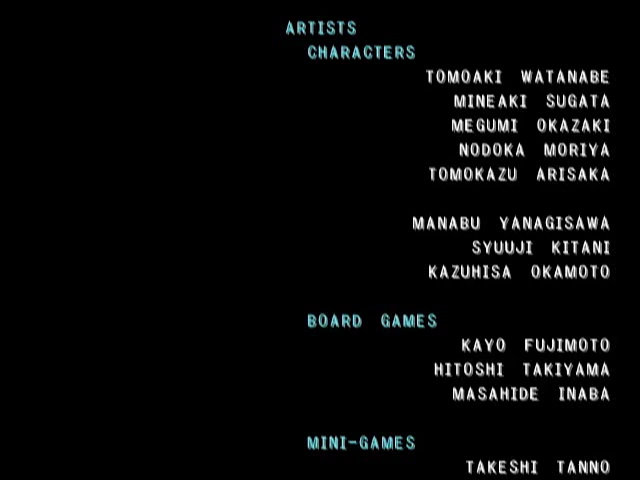 ARTISTS
CHARACTERS
TOMOAKI WATANABE
MINEAKI SUGATA
MEGUMI OKAZAKI
NODOKA MORIYA
TOMOKAZU ARISAKA
MANABU YANAGISAWA
SYUUJI KITANI
KAZUHISA OKAMOTO
BOARD GAMES
KAYO FUJIMOTO
HITOSHI TAKIYAMA
MASAHIDE INABA
MINI-GAMES
TAKESHI TANNO